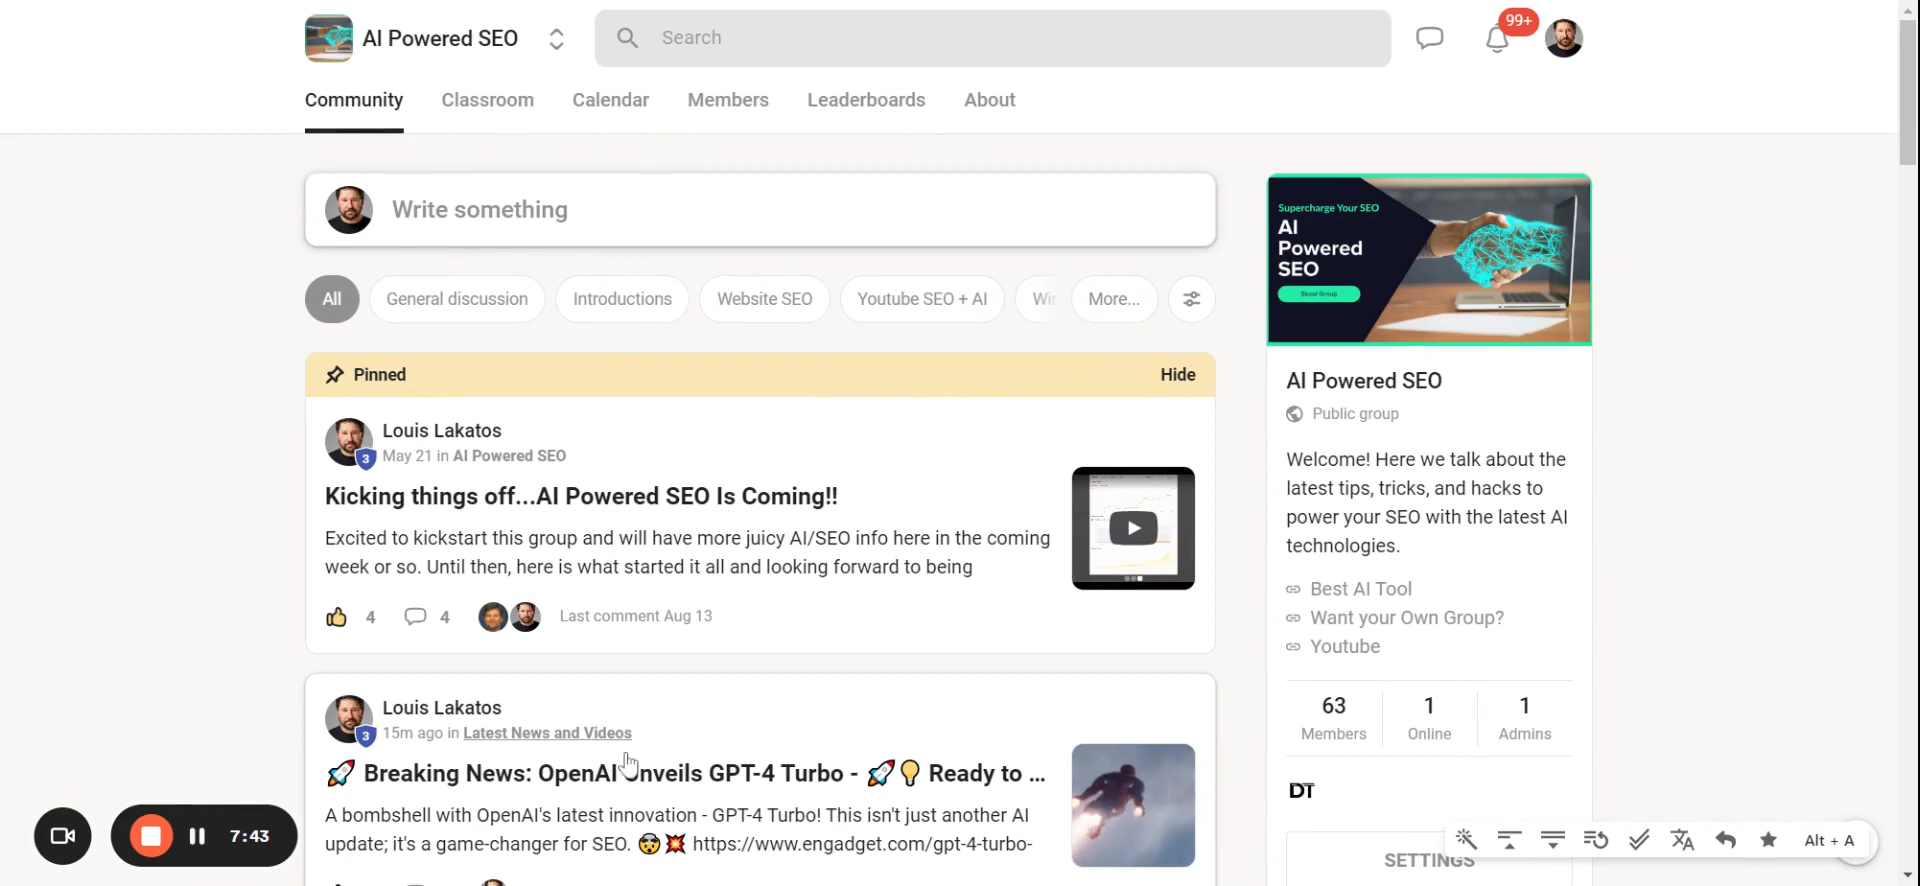 AI Powered SEO
Search
99+
Community Classroom Calendar Members Leaderboards About
Write something
All General discussion Introductions Website SEO Youtube SEO + AI Win More...
Pinned Hide
Louis Lakatos
3 May 21 in AI Powered SEO
Kicking things off...AI Powered SEO Is Coming!!
Excited to kickstart this group and will have more juicy AI/SEO info here in the coming
week or so. Until then, here is what started it all and looking forward to being
4 4 Last comment Aug 13
Louis Lakatos
3 15m ago in Latest News and Videos
🚀 Breaking News: OpenAI Unveils GPT-4 Turbo - 🚀💡 Ready to ...
A bombshell with OpenAI's latest innovation - GPT-4 Turbo! This isn't just another AI
update; it's a game-changer for SEO. 🤯💥 https://www.engadget.com/gpt-4-turbo-
Supercharge Your SEO
AI
Powered
SEO
Skool Group
AI Powered SEO
Public group
Welcome! Here we talk about the
latest tips, tricks, and hacks to
power your SEO with the latest AI
technologies.
Best AI Tool
Want your Own Group?
Youtube
63 1 1
Members Online Admins
DT
SETTINGS
7:43
Alt + A